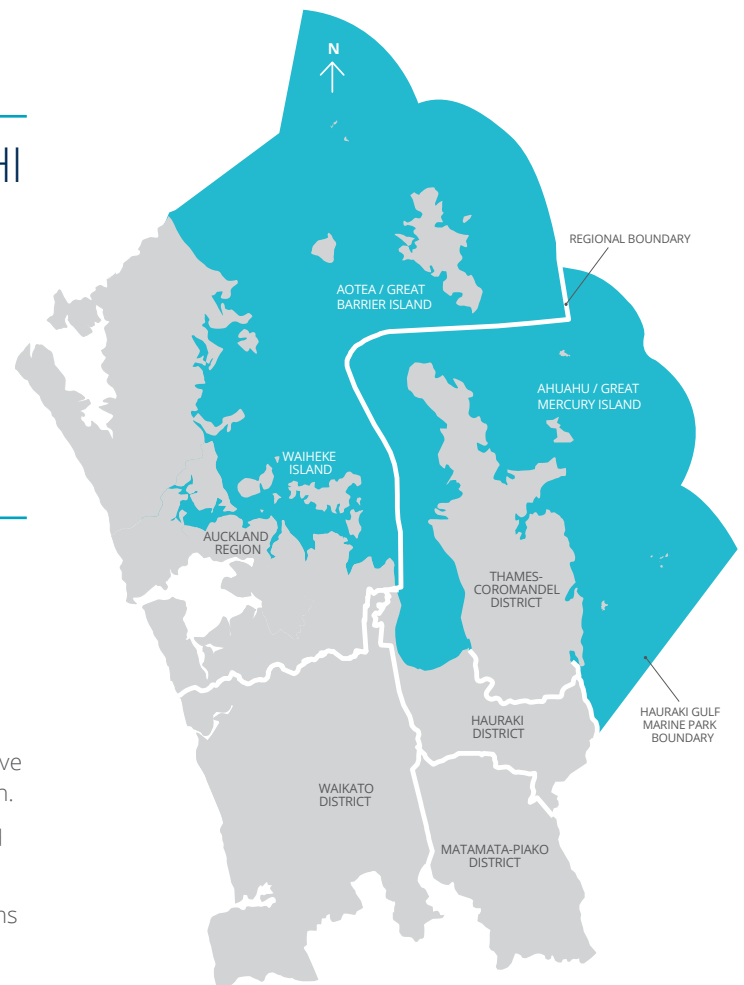 N
HI
REGIONAL BOUNDARY
AOTEA / GREAT
BARRIER ISLAND
AHUAHU / GREAT
MERCURY ISLAND
WAIHEKE
ISLAND
AUCKLAND
REGION
THAMES-
COROMANDEL
DISTRICT
HAURAKI GULF
MARINE PARK
BOUNDARY
HAURAKI
DISTRICT
WAIKATO
DISTRICT
MATAMATA-PIAKO
DISTRICT